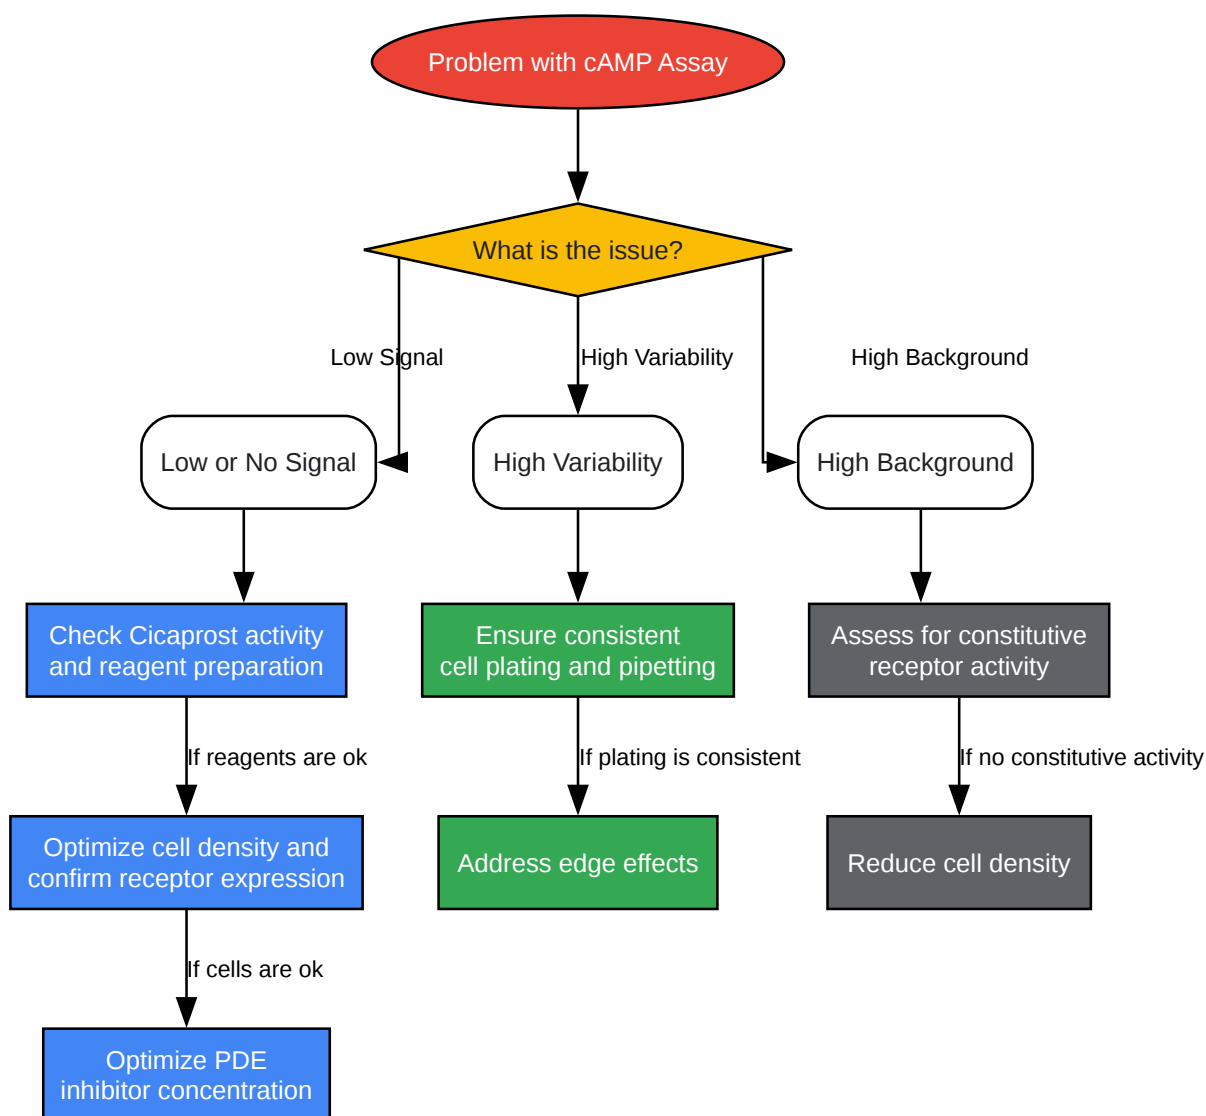 Problem with cAMP Assay
What is the issue?
Low Signal
High Variability
High Background
Low or No Signal
High Variability
High Background
Check Cicaprost activity
and reagent preparation
Ensure consistent
cell plating and pipetting
Assess for constitutive
receptor activity
If reagents are ok
If plating is consistent
If no constitutive activity
Optimize cell density and
confirm receptor expression
Address edge effects
Reduce cell density
If cells are ok
Optimize PDE
inhibitor concentration